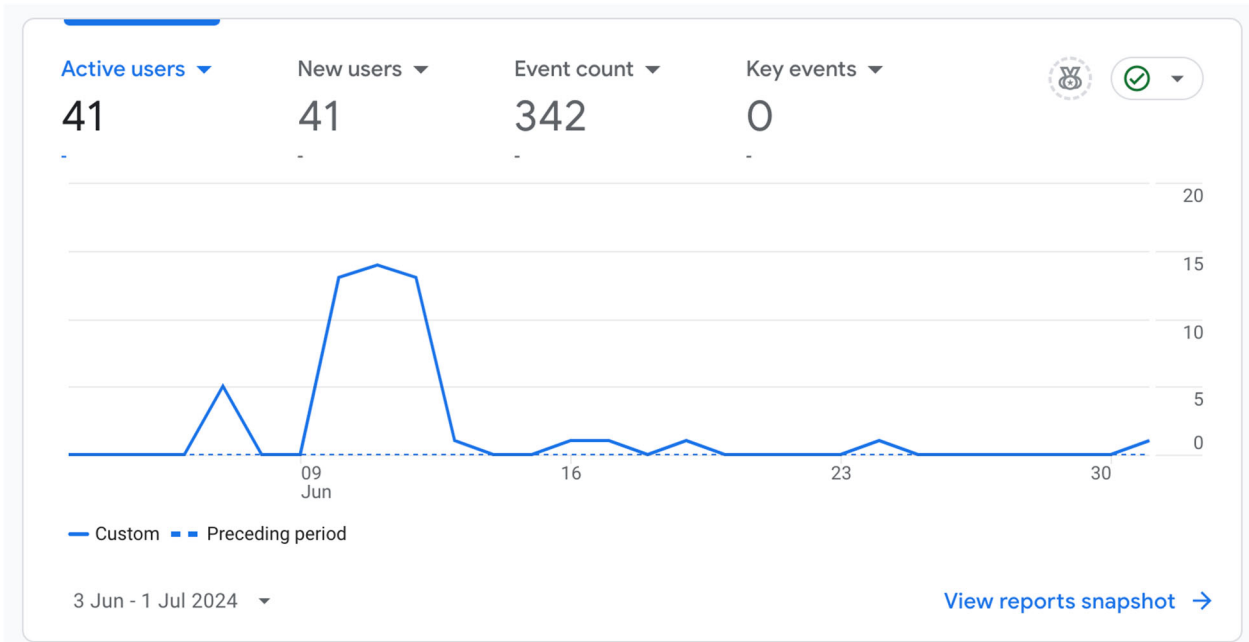 Active users New users Event count Key events
41 41 342 0
- - - -
20
15
10
5
0
09 16 23 30
Jun
Custom Preceding period
3 Jun - 1 Jul 2024 View reports snapshot →